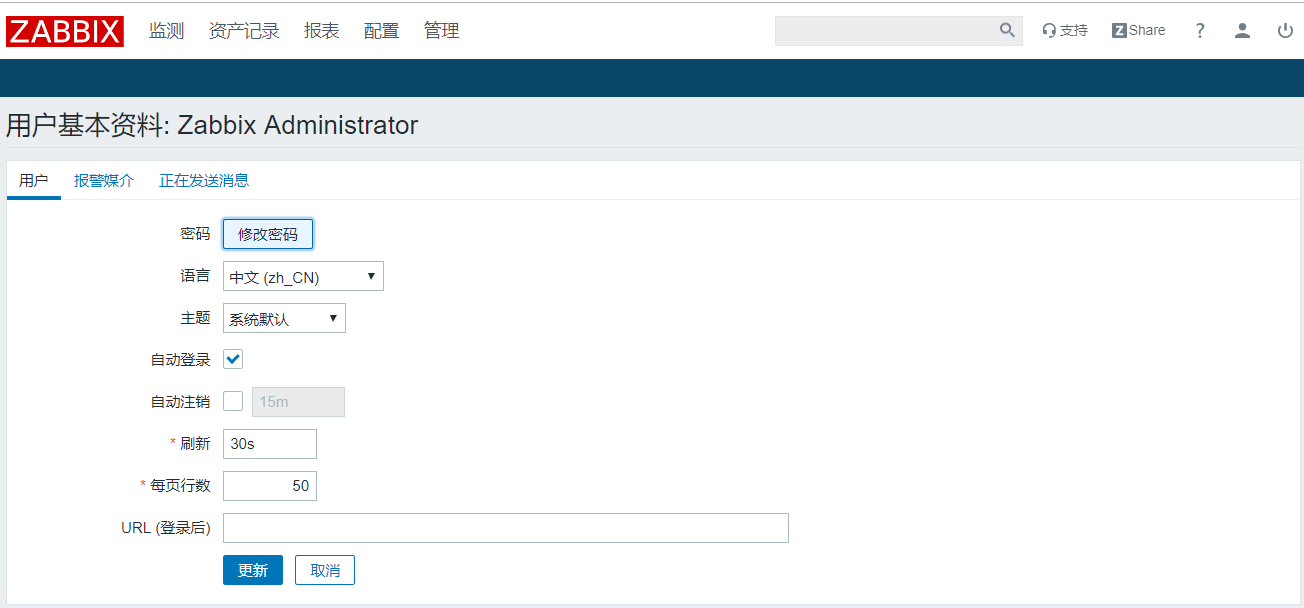 ZABBIX 监测 资产记录 报表 配置 管理 支持 Z Share ?
用户基本资料: Zabbix Administrator
用户 报警媒介 正在发送消息
密码 修改密码
语言 中文 (zh_CN)
主题 系统默认
自动登录
自动注销 15m
* 刷新 30s
* 每页行数 50
URL (登录后)
更新 取消